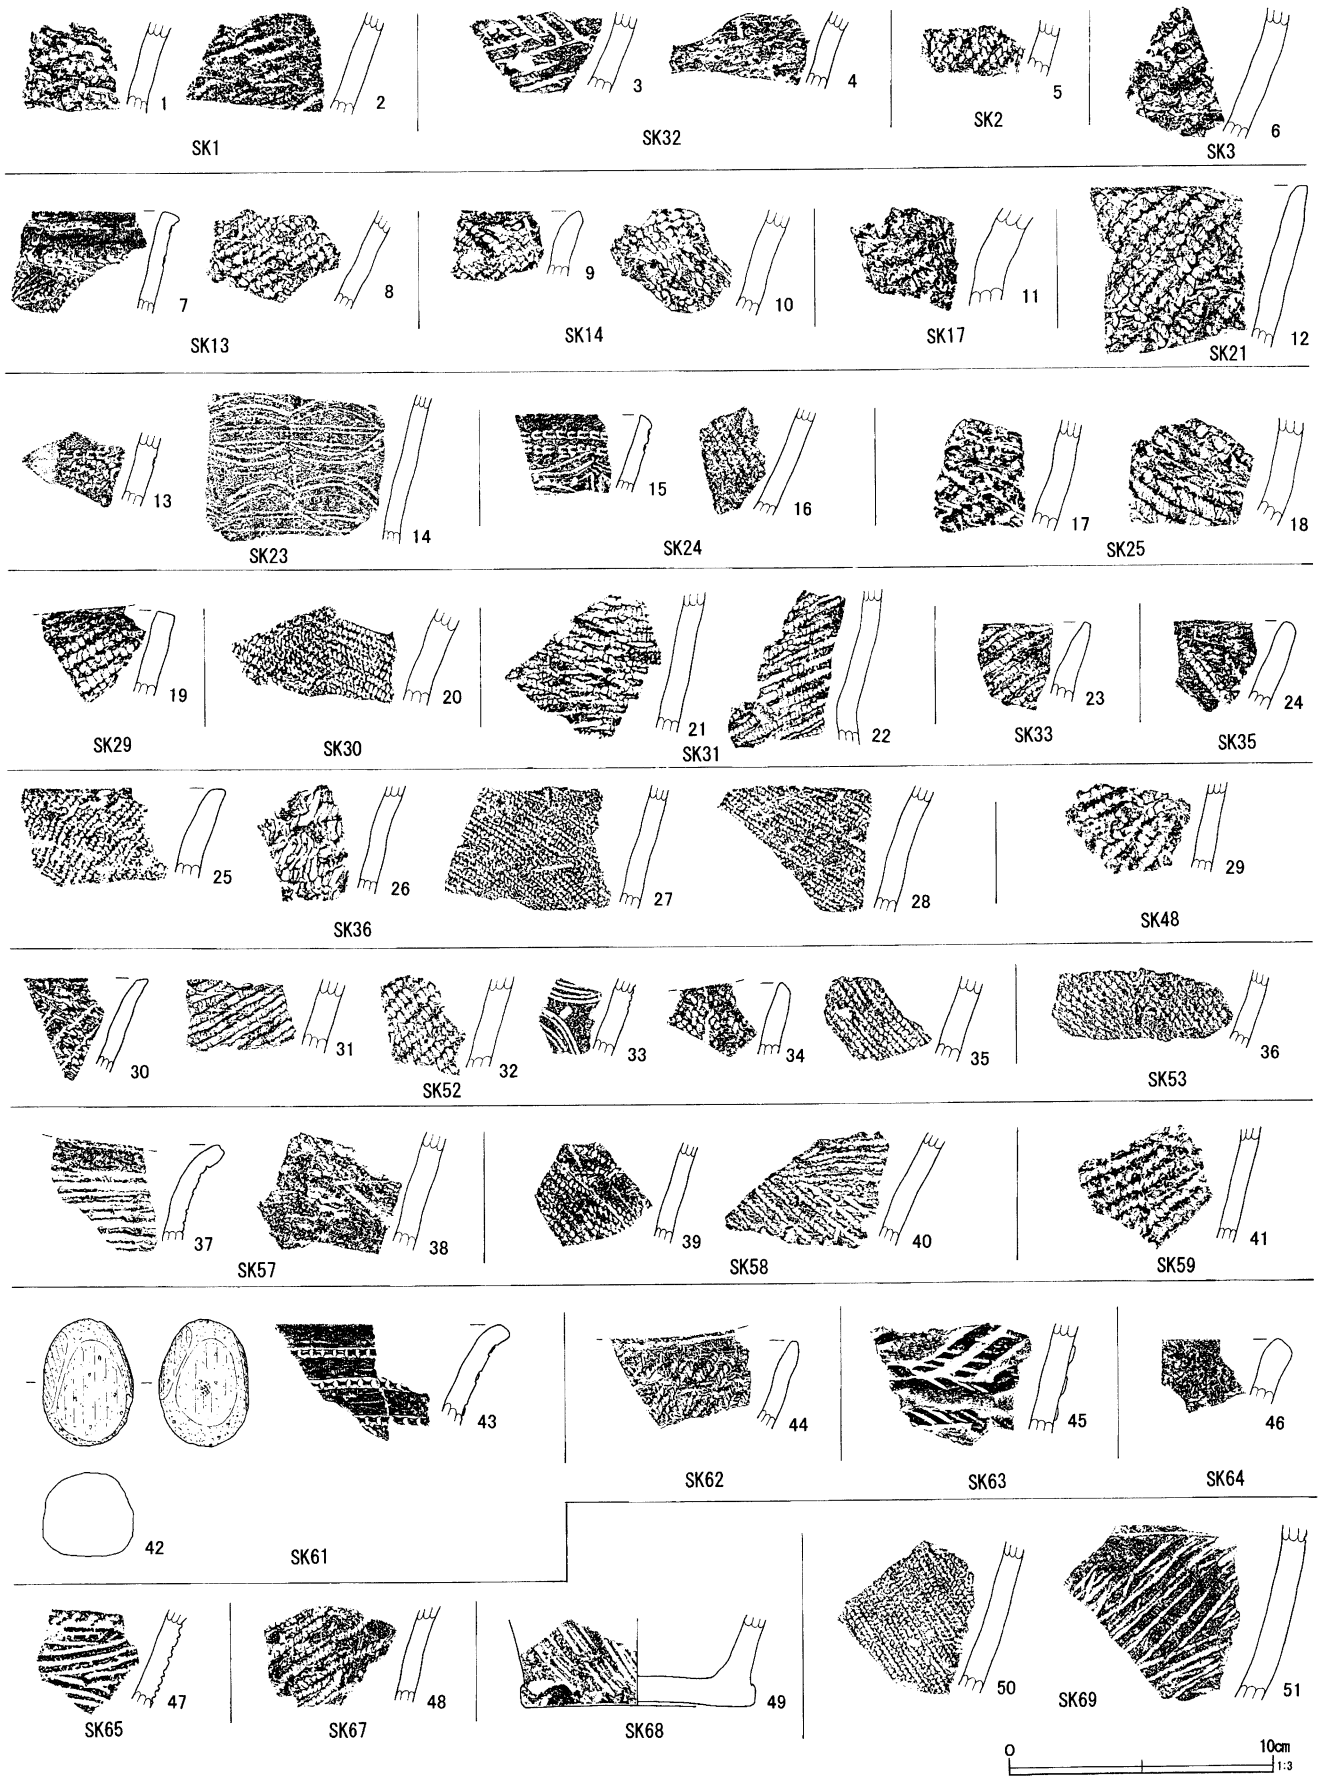 1 2 3 4 5 6
SK1 SK32 SK2 SK3
7 8 9 10 11 12
SK13 SK14 SK17 SK21
13 14 15 16 17 18
SK23 SK24 SK25
19 20 21 22 23 24
SK29 SK30 SK31 SK33 SK35
25 26 27 28 29
SK36 SK48
30 31 32 33 34 35 36
SK52 SK53
37 38 39 40 41
SK57 SK58 SK59
43 44 45 46
SK62 SK63 SK64
42 SK61
47 48 49 50 51
SK65 SK67 SK68 SK69
0 10cm
1:3